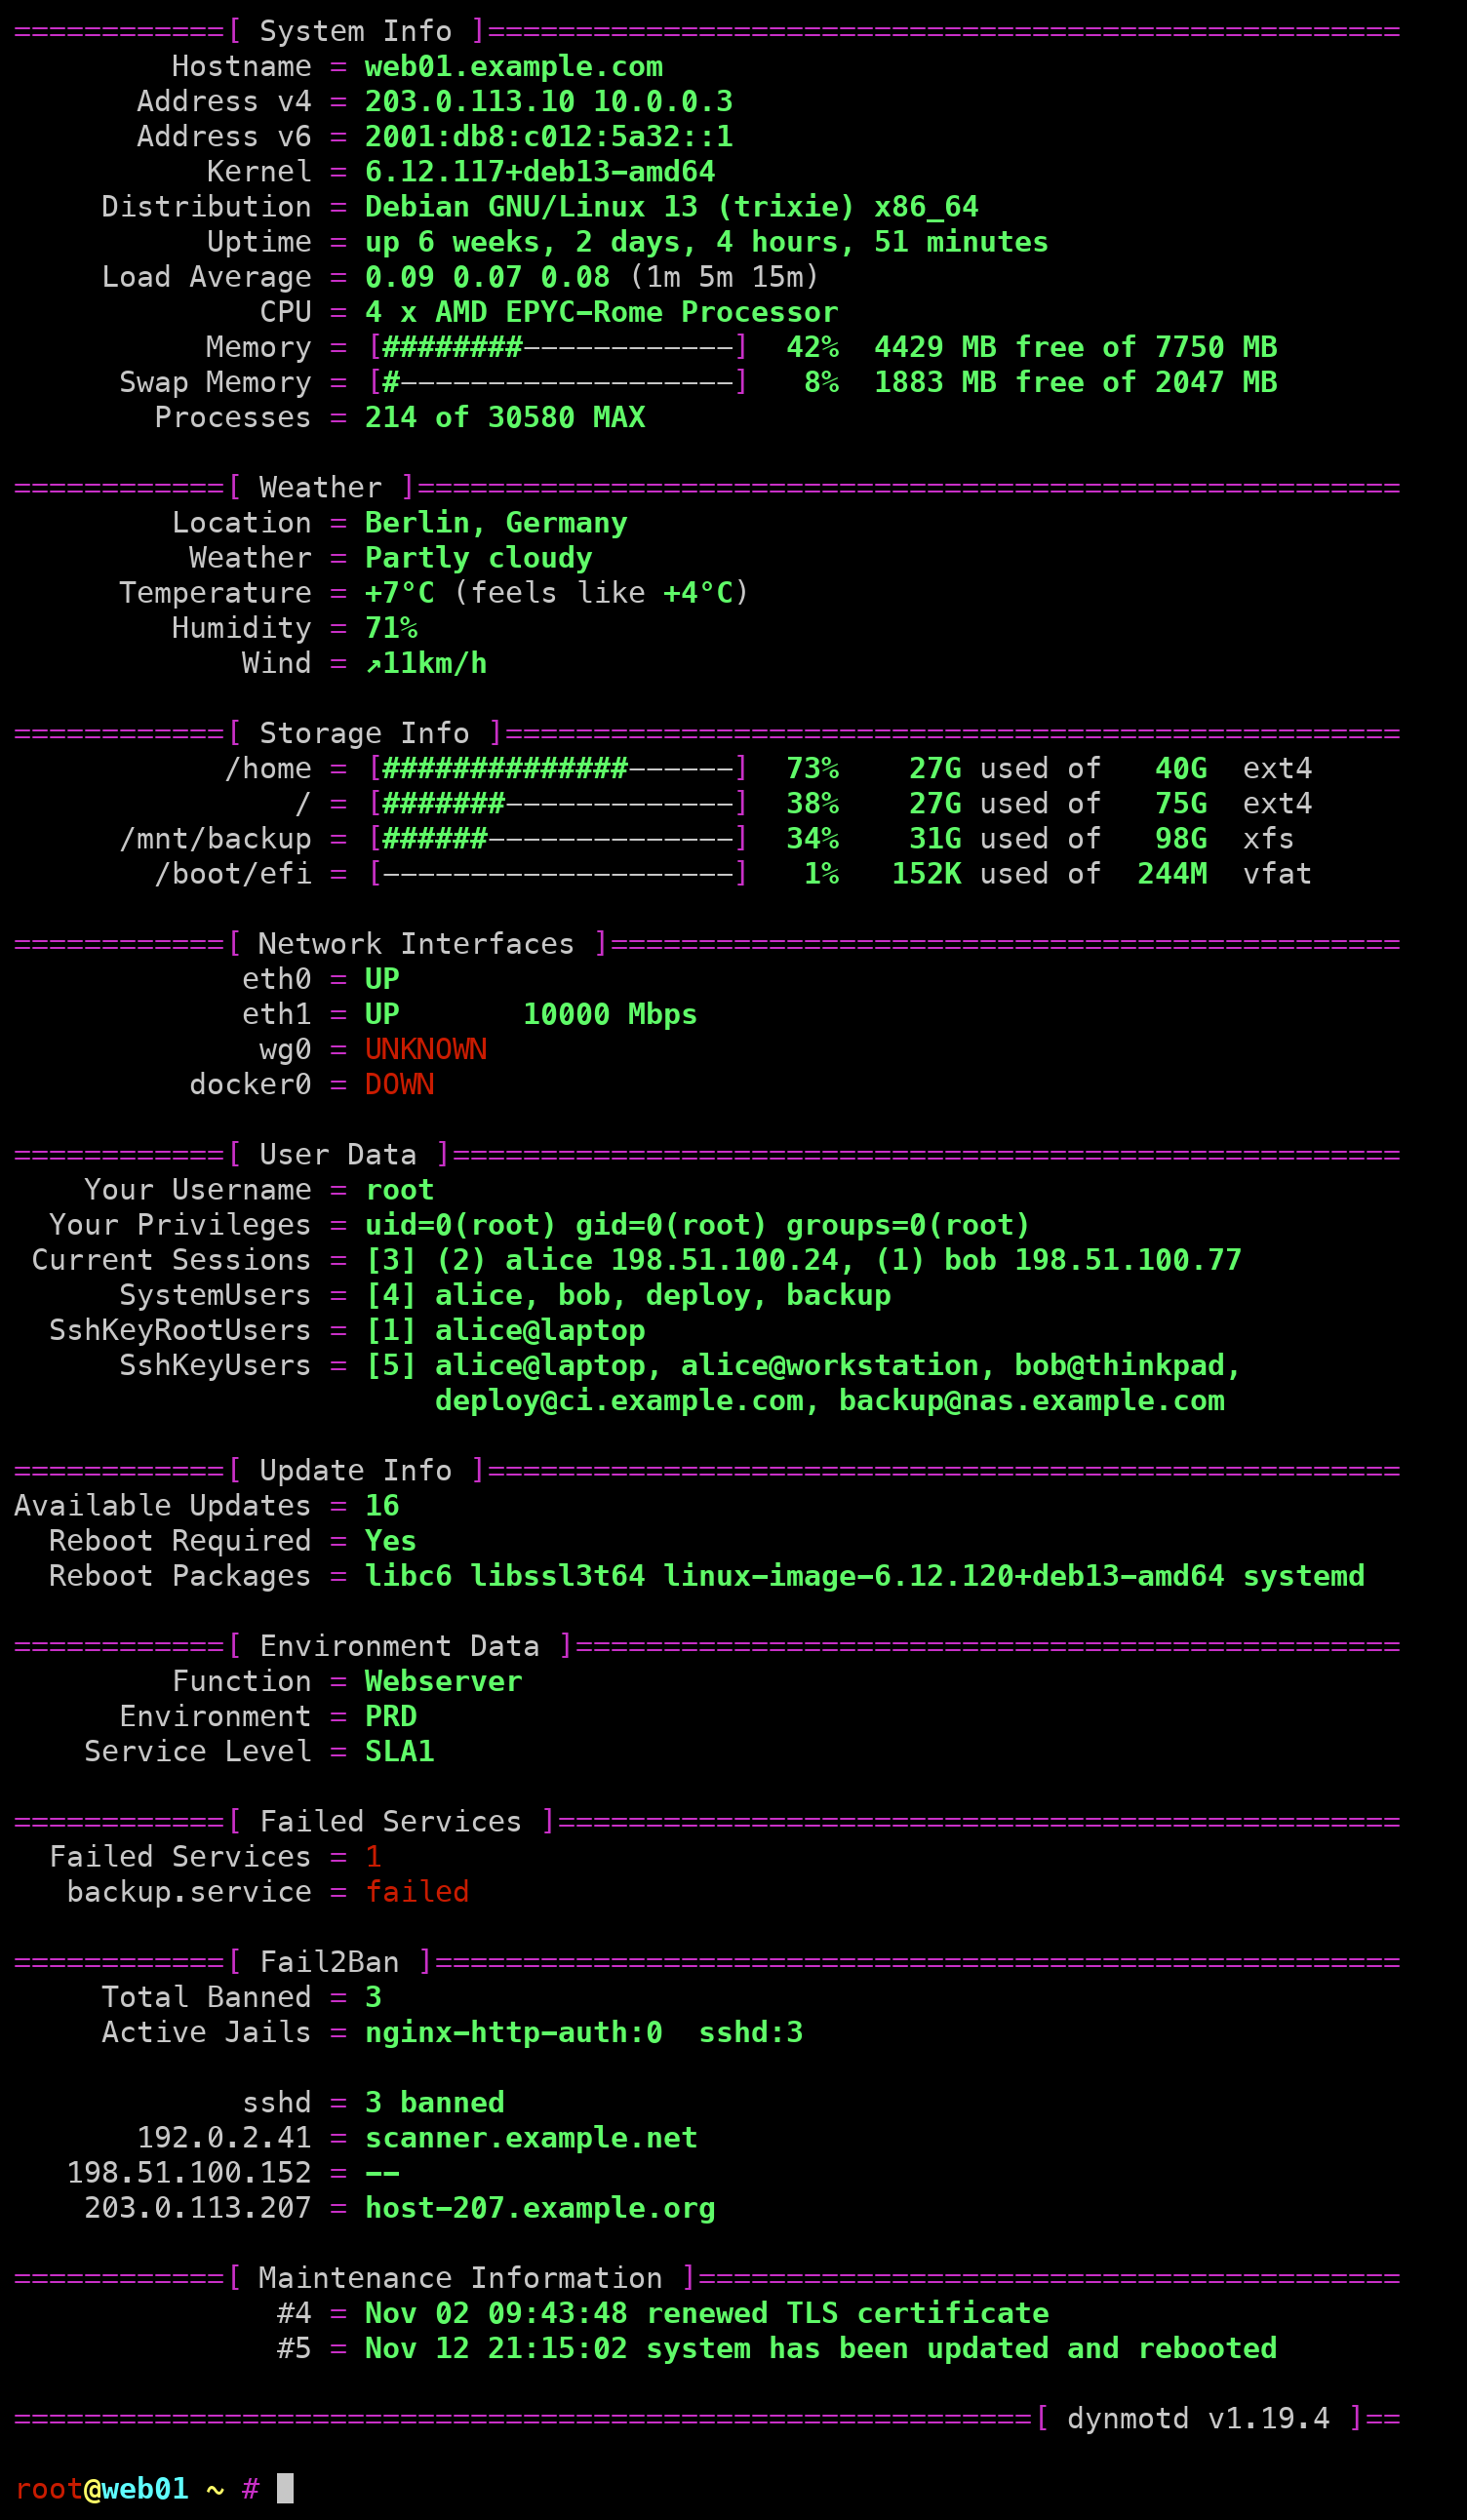 ============[ System Info ]====================================================
         Hostname = web01.example.com
       Address v4 = 203.0.113.10 10.0.0.3
       Address v6 = 2001:db8:c012:5a32::1
           Kernel = 6.12.117+deb13-amd64
     Distribution = Debian GNU/Linux 13 (trixie) x86_64
           Uptime = up 6 weeks, 2 days, 4 hours, 51 minutes
     Load Average = 0.09 0.07 0.08 (1m 5m 15m)
              CPU = 4 x AMD EPYC-Rome Processor
           Memory = [########------------]  42%  4429 MB free of 7750 MB
      Swap Memory = [#-------------------]   8%  1883 MB free of 2047 MB
        Processes = 214 of 30580 MAX

============[ Weather ]========================================================
         Location = Berlin, Germany
          Weather = Partly cloudy
      Temperature = +7°C (feels like +4°C)
         Humidity = 71%
             Wind = ↗11km/h

============[ Storage Info ]===================================================
            /home = [##############------]  73%    27G used of   40G  ext4
                / = [#######-------------]  38%    27G used of   75G  ext4
      /mnt/backup = [######--------------]  34%    31G used of   98G  xfs
        /boot/efi = [--------------------]   1%   152K used of  244M  vfat

============[ Network Interfaces ]=============================================
             eth0 = UP
             eth1 = UP       10000 Mbps
              wg0 = UNKNOWN
          docker0 = DOWN

============[ User Data ]======================================================
    Your Username = root
  Your Privileges = uid=0(root) gid=0(root) groups=0(root)
 Current Sessions = [3] (2) alice 198.51.100.24, (1) bob 198.51.100.77
      SystemUsers = [4] alice, bob, deploy, backup
  SshKeyRootUsers = [1] alice@laptop
      SshKeyUsers = [5] alice@laptop, alice@workstation, bob@thinkpad,
                        deploy@ci.example.com, backup@nas.example.com

============[ Update Info ]====================================================
Available Updates = 16
  Reboot Required = Yes
  Reboot Packages = libc6 libssl3t64 linux-image-6.12.120+deb13-amd64 systemd

============[ Environment Data ]===============================================
         Function = Webserver
      Environment = PRD
    Service Level = SLA1

============[ Failed Services ]================================================
  Failed Services = 1
   backup.service = failed

============[ Fail2Ban ]=======================================================
     Total Banned = 3
     Active Jails = nginx-http-auth:0  sshd:3

             sshd = 3 banned
       192.0.2.41 = scanner.example.net
   198.51.100.152 = --
    203.0.113.207 = host-207.example.org

============[ Maintenance Information ]========================================
               #4 = Nov 02 09:43:48 renewed TLS certificate
               #5 = Nov 12 21:15:02 system has been updated and rebooted

==========================================================[ dynmotd v1.19.4 ]==

root@web01 ~ #